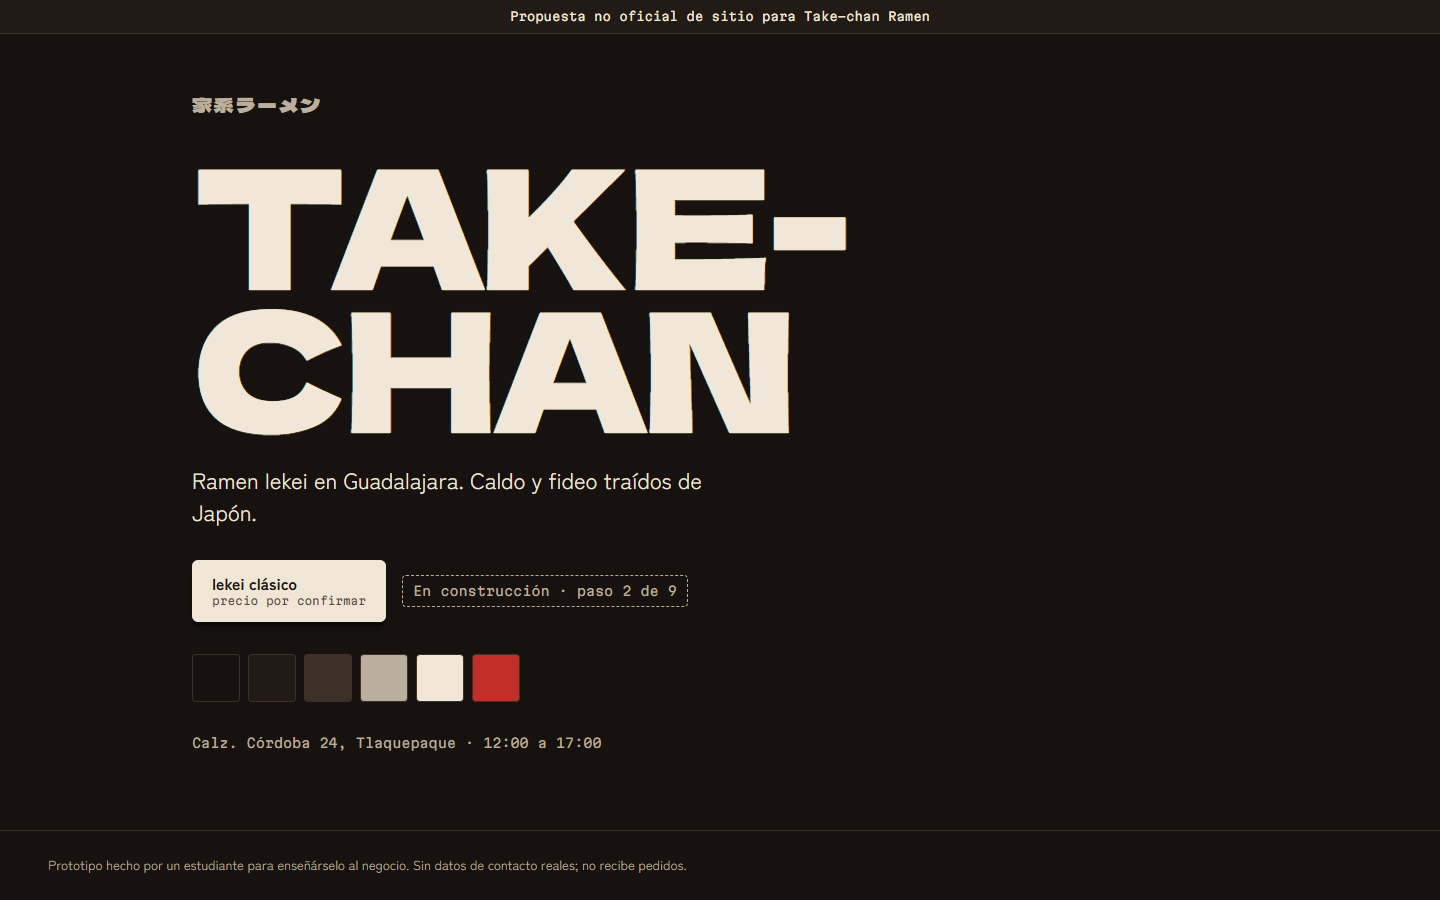 Propuesta no oficial de sitio para Take-chan Ramen
家系ラーメン
TAKE-
CHAN
Ramen Iekei en Guadalajara. Caldo y fideo traídos de
Japón.
Iekei clásico
precio por confirmar
En construcción · paso 2 de 9
Calz. Córdoba 24, Tlaquepaque · 12:00 a 17:00
Prototipo hecho por un estudiante para enseñárselo al negocio. Sin datos de contacto reales; no recibe pedidos.